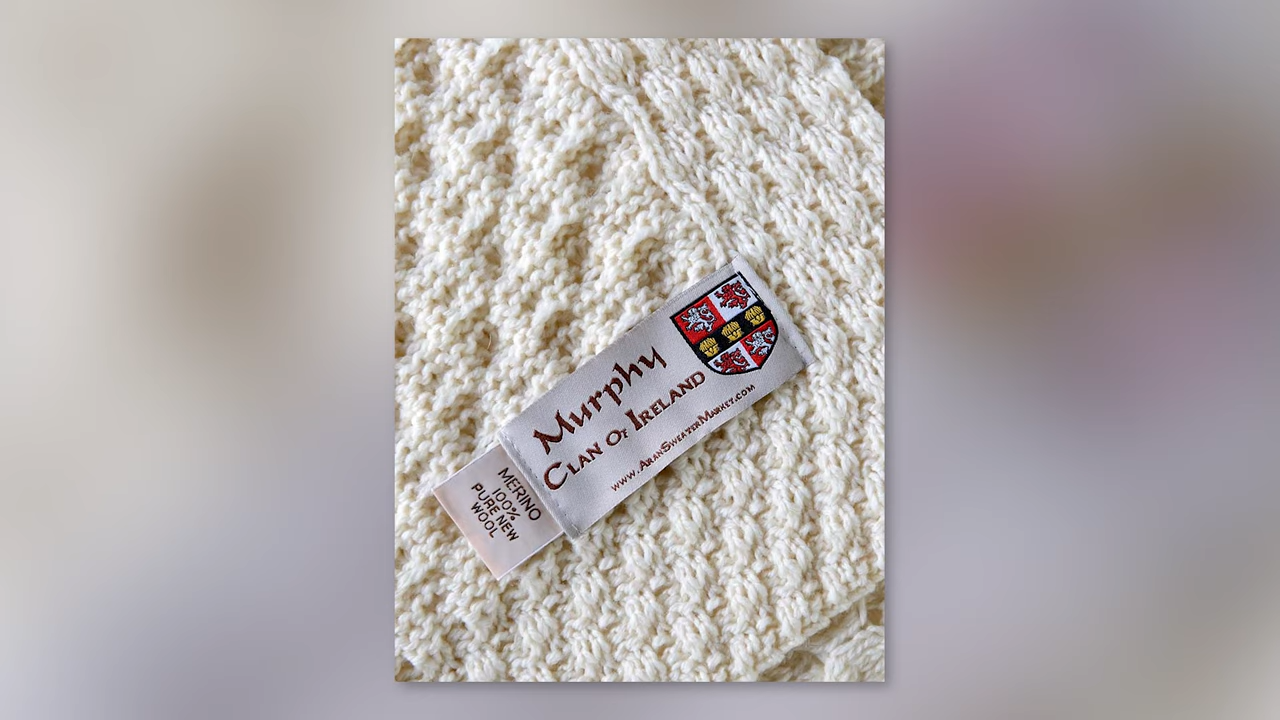 Murphy
Clan Of Ireland
www.AranSweaterMarket.com
MERINO
100%
PURE NEW
WOOL